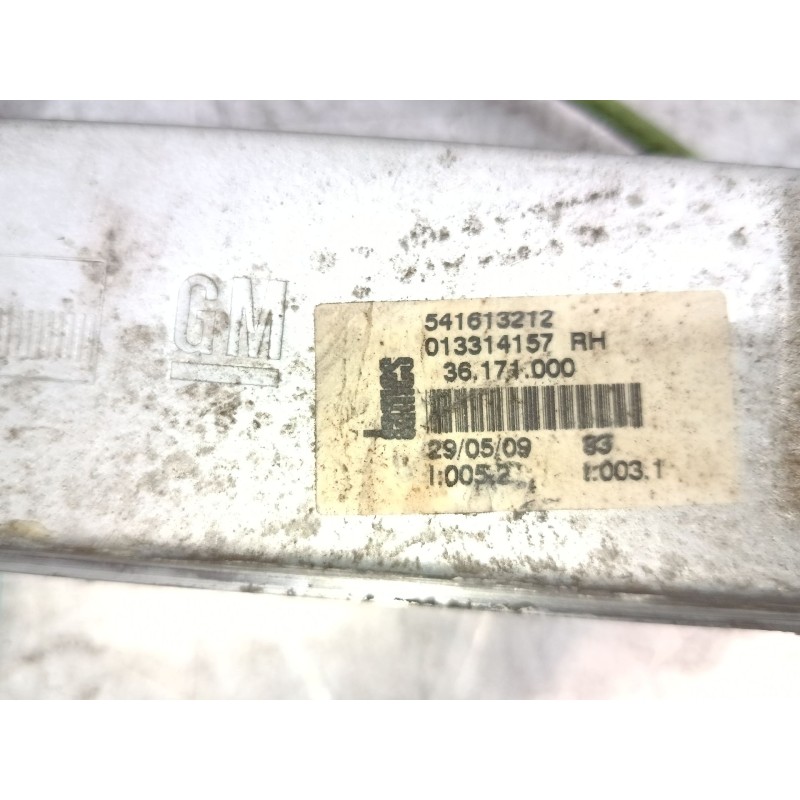 GM
541613212
013314157 RH
36.171.000
29/05/09 93
I:005.2 I:003.1